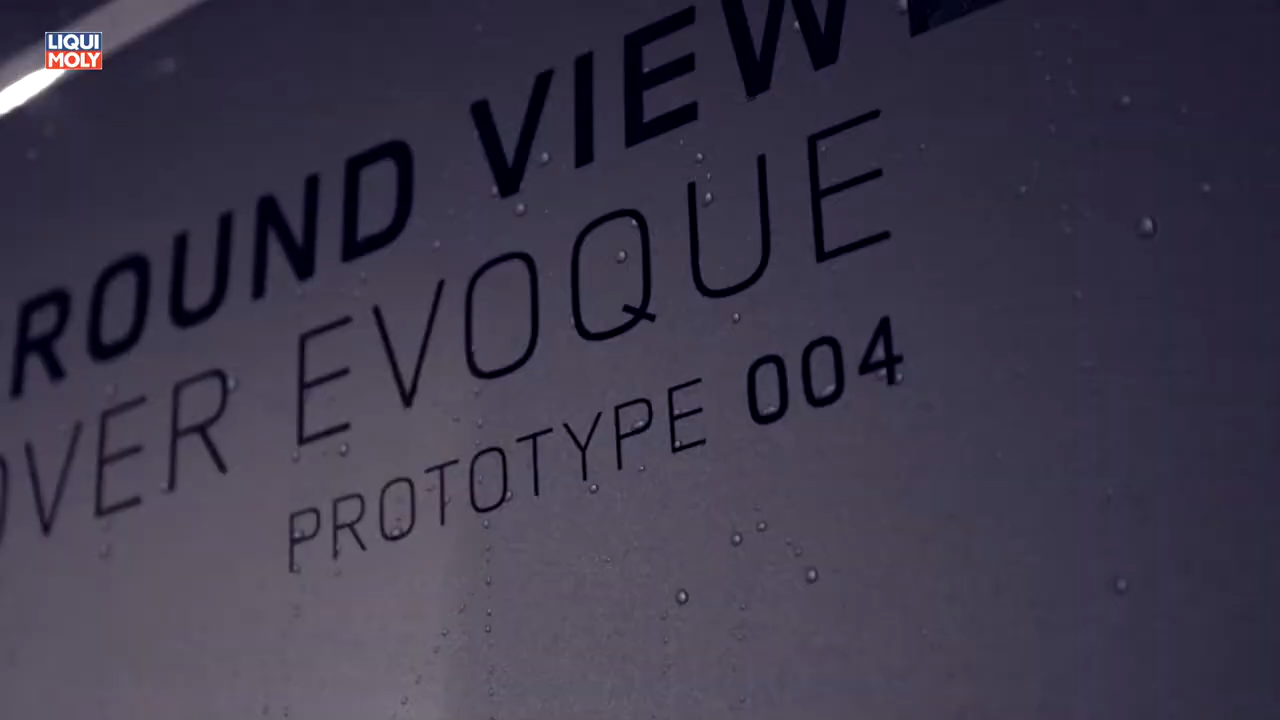 LIQUI
MOLY
ROUND VIEW
OVER EVOQUE
PROTOTYPE 004